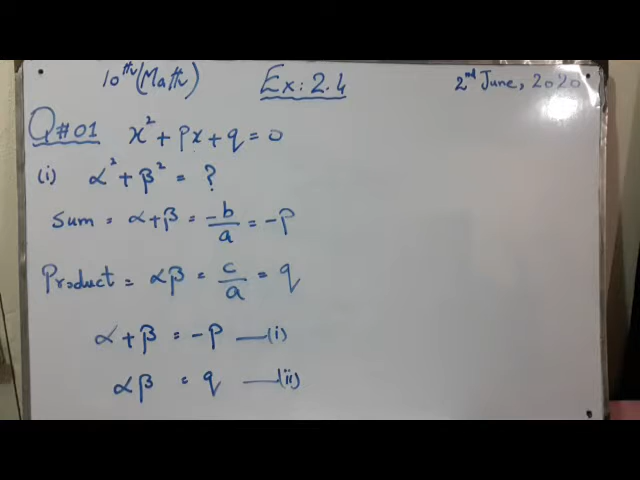 10th (Math) Ex: 2.4 2nd June, 2020
Q#01 x² + px + q = 0
(i) α² + β² = ?
Sum = α+β = -b/a = -P
Product = αβ = c/a = q
α+β = -P —(i)
αβ = q —(ii)